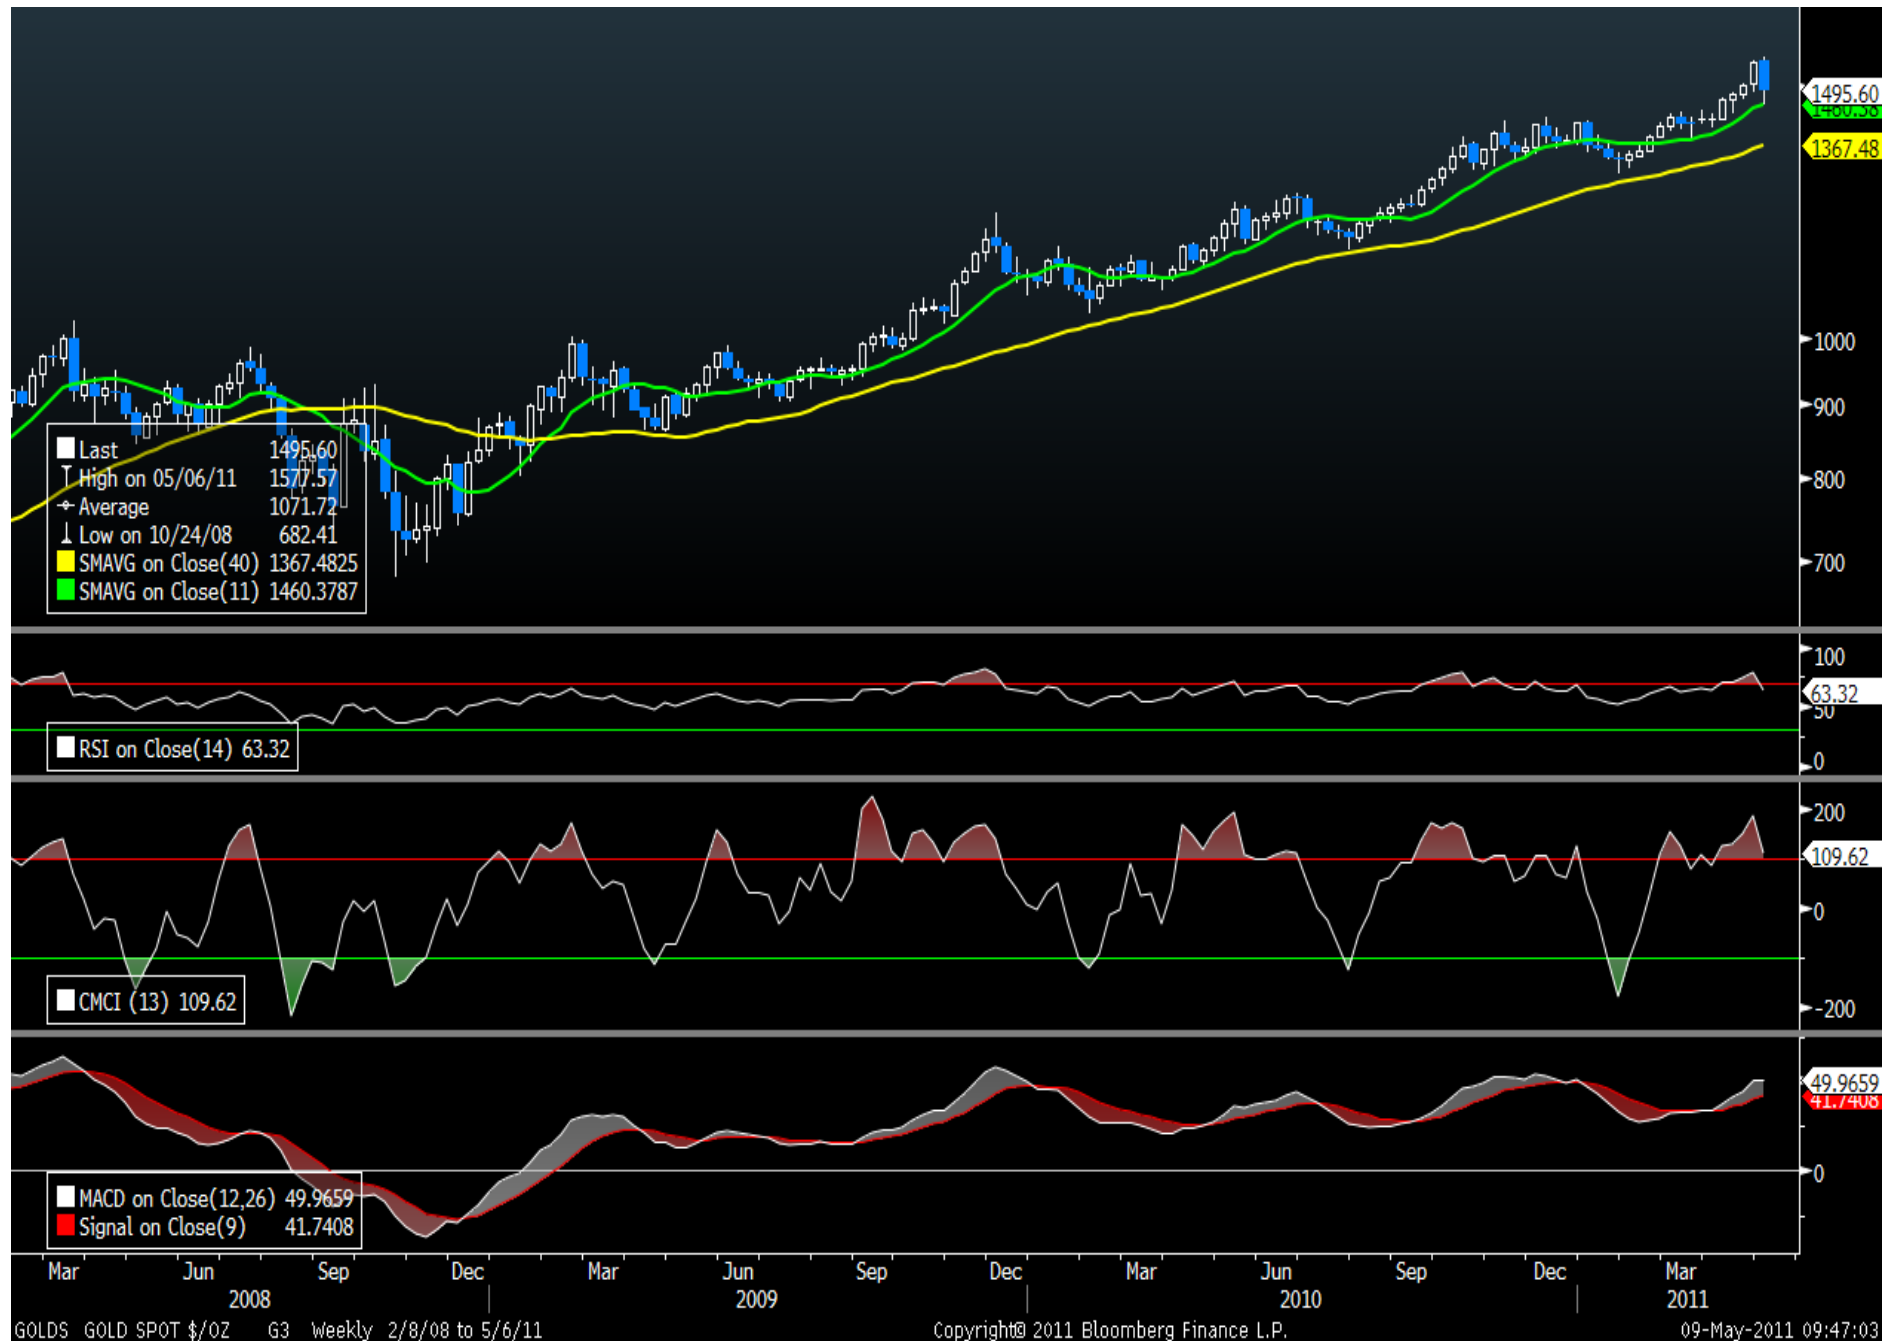 1495.60
1460.38
1367.48
1000
900
800
700
Last 1495.60
High on 05/06/11 1577.57
Average 1071.72
Low on 10/24/08 682.41
SMAVG on Close(40) 1367.4825
SMAVG on Close(11) 1460.3787
100
63.32
50
0
RSI on Close(14) 63.32
200
109.62
0
-200
CMCI (13) 109.62
49.9659
41.7408
0
MACD on Close(12,26) 49.9659
Signal on Close(9) 41.7408
Mar Jun Sep Dec Mar Jun Sep Dec Mar Jun Sep Dec Mar
2008 2009 2010 2011
GOLDS GOLD SPOT $/OZ G3 Weekly 2/8/08 to 5/6/11 Copyright© 2011 Bloomberg Finance L.P. 09-May-2011 09:47:03